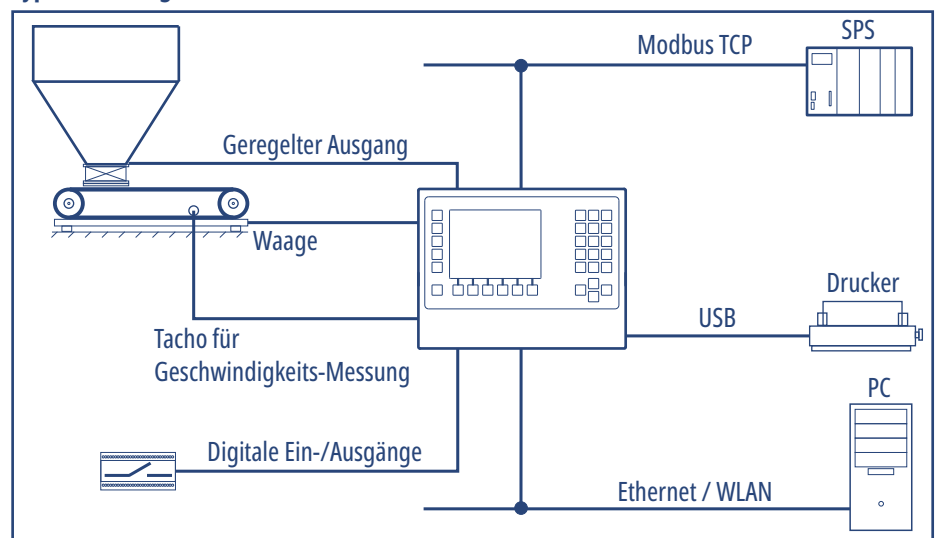 SPS
Modbus TCP
Geregelter Ausgang
Waage
Drucker
USB
Tacho für
Geschwindigkeits-Messung
PC
Digitale Ein-/Ausgänge
Ethernet / WLAN